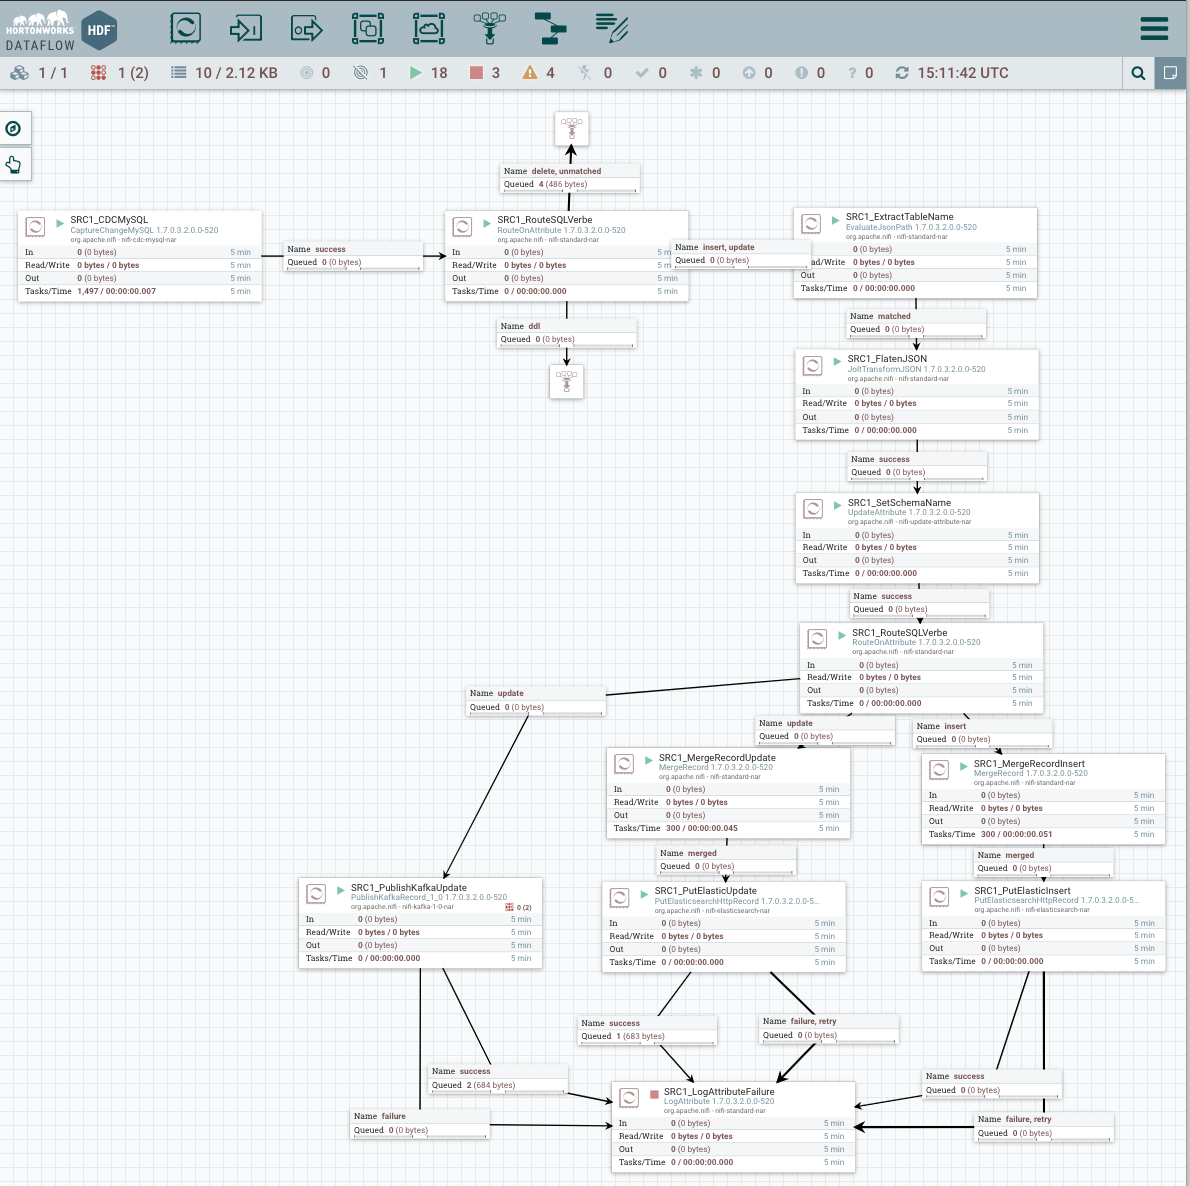 HORTONWORKS
DATAFLOW
HDF
1 / 1
1 (2)
10 / 2.12 KB
0
1
18
3
4
0
0
0
0
0
? 0
15:11:42 UTC
Name delete, unmatched
Queued 4 (486 bytes)
SRC1_CDCMySQL
CaptureChangeMySQL 1.7.0.3.2.0.0-520
org.apache.nifi - nifi-cdc-mysql-nar
In 0 (0 bytes) 5 min
Read/Write 0 bytes / 0 bytes 5 min
Out 0 (0 bytes) 5 min
Tasks/Time 1,497 / 00:00:00.007 5 min
Name success
Queued 0 (0 bytes)
SRC1_RouteSQLVerbe
RouteOnAttribute 1.7.0.3.2.0.0-520
org.apache.nifi - nifi-standard-nar
In 0 (0 bytes) 5 m
Read/Write 0 bytes / 0 bytes 5 m
Out 0 (0 bytes) 5 min
Tasks/Time 0 / 00:00:00.000 5 min
Name insert, update
Queued 0 (0 bytes)
SRC1_ExtractTableName
EvaluateJsonPath 1.7.0.3.2.0.0-520
org.apache.nifi - nifi-standard-nar
0 (0 bytes) 5 min
ad/Write 0 bytes / 0 bytes 5 min
Out 0 (0 bytes) 5 min
Tasks/Time 0 / 00:00:00.000 5 min
Name ddl
Queued 0 (0 bytes)
Name matched
Queued 0 (0 bytes)
SRC1_FlatenJSON
JoltTransformJSON 1.7.0.3.2.0.0-520
org.apache.nifi - nifi-standard-nar
In 0 (0 bytes) 5 min
Read/Write 0 bytes / 0 bytes 5 min
Out 0 (0 bytes) 5 min
Tasks/Time 0 / 00:00:00.000 5 min
Name success
Queued 0 (0 bytes)
SRC1_SetSchemaName
UpdateAttribute 1.7.0.3.2.0.0-520
org.apache.nifi - nifi-update-attribute-nar
In 0 (0 bytes) 5 min
Read/Write 0 bytes / 0 bytes 5 min
Out 0 (0 bytes) 5 min
Tasks/Time 0 / 00:00:00.000 5 min
Name success
Queued 0 (0 bytes)
SRC1_RouteSQLVerbe
RouteOnAttribute 1.7.0.3.2.0.0-520
org.apache.nifi - nifi-standard-nar
In 0 (0 bytes) 5 min
Read/Write 0 bytes / 0 bytes 5 min
Out 0 (0 bytes) 5 min
Tasks/Time 0 / 00:00:00.000 5 min
Name update
Queued 0 (0 bytes)
Name update
Queued 0 (0 bytes)
Name insert
Queued 0 (0 bytes)
SRC1_MergeRecordUpdate
MergeRecord 1.7.0.3.2.0.0-520
org.apache.nifi - nifi-standard-nar
In 0 (0 bytes) 5 min
Read/Write 0 bytes / 0 bytes 5 min
Out 0 (0 bytes) 5 min
Tasks/Time 300 / 00:00:00.045 5 min
SRC1_MergeRecordInsert
MergeRecord 1.7.0.3.2.0.0-520
org.apache.nifi - nifi-standard-nar
In 0 (0 bytes) 5 min
Read/Write 0 bytes / 0 bytes 5 min
Out 0 (0 bytes) 5 min
Tasks/Time 300 / 00:00:00.051 5 min
Name merged
Queued 0 (0 bytes)
Name merged
Queued 0 (0 bytes)
SRC1_PublishKafkaUpdate
PublishKafkaRecord_1_0 1.7.0.3.2.0.0-520
org.apache.nifi - nifi-kafka-1-0-nar
0 (2)
In 0 (0 bytes) 5 min
Read/Write 0 bytes / 0 bytes 5 min
Out 0 (0 bytes) 5 min
Tasks/Time 0 / 00:00:00.000 5 min
SRC1_PutElasticUpdate
PutElasticsearchHttpRecord 1.7.0.3.2.0.0-5...
org.apache.nifi - nifi-elasticsearch-nar
In 0 (0 bytes) 5 min
Read/Write 0 bytes / 0 bytes 5 min
Out 0 (0 bytes) 5 min
Tasks/Time 0 / 00:00:00.000 5 min
SRC1_PutElasticInsert
PutElasticsearchHttpRecord 1.7.0.3.2.0.0-5...
org.apache.nifi - nifi-elasticsearch-nar
In 0 (0 bytes) 5 min
Read/Write 0 bytes / 0 bytes 5 min
Out 0 (0 bytes) 5 min
Tasks/Time 0 / 00:00:00.000 5 min
Name success
Queued 1 (683 bytes)
Name failure, retry
Queued 0 (0 bytes)
Name success
Queued 2 (684 bytes)
Name success
Queued 0 (0 bytes)
Name failure
Queued 0 (0 bytes)
SRC1_LogAttributeFailure
LogAttribute 1.7.0.3.2.0.0-520
org.apache.nifi - nifi-standard-nar
In 0 (0 bytes) 5 min
Read/Write 0 bytes / 0 bytes 5 min
Out 0 (0 bytes) 5 min
Tasks/Time 0 / 00:00:00.000 5 min
Name failure, retry
Queued 0 (0 bytes)